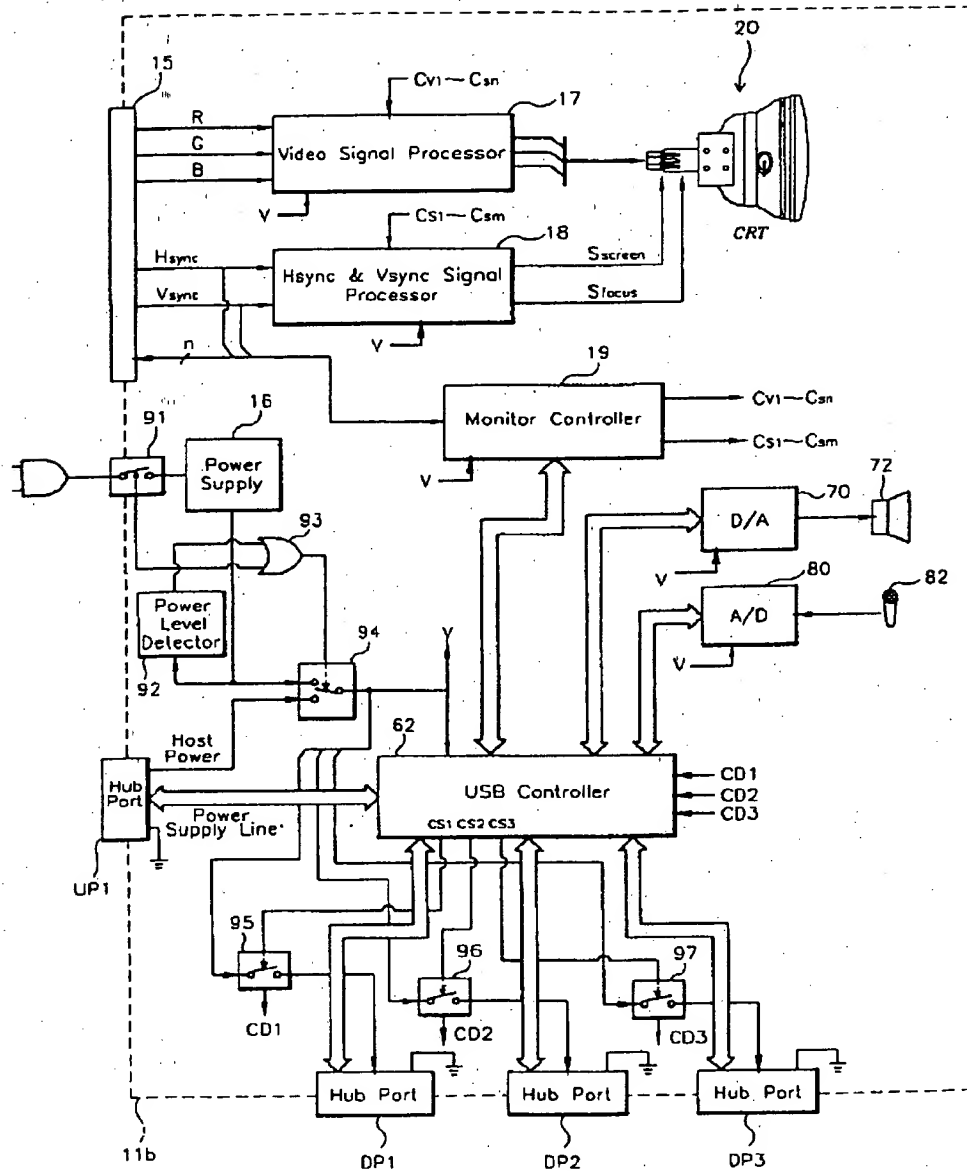 20
15
Cv1~Csn
17
R
G
B
Video Signal Processor
V
CRT
Cs1~Csm
18
Hsync
Vsync
Hsync & Vsync Signal
Processor
Sscreen
Sfocus
V
n
19
Monitor Controller
Cv1~Csn
Cs1~Csm
V
91
16
Power
Supply
93
70
D/A
72
V
80
A/D
82
V
Power
Level
Detector
92
94
V
62
Host
Power
Hub
Port
UP1
Power
Supply Line
USB Controller
CS1 CS2 CS3
CD1
CD2
CD3
95
CD1
96
CD2
97
CD3
Hub Port
Hub Port
Hub Port
11b
DP1
DP2
DP3